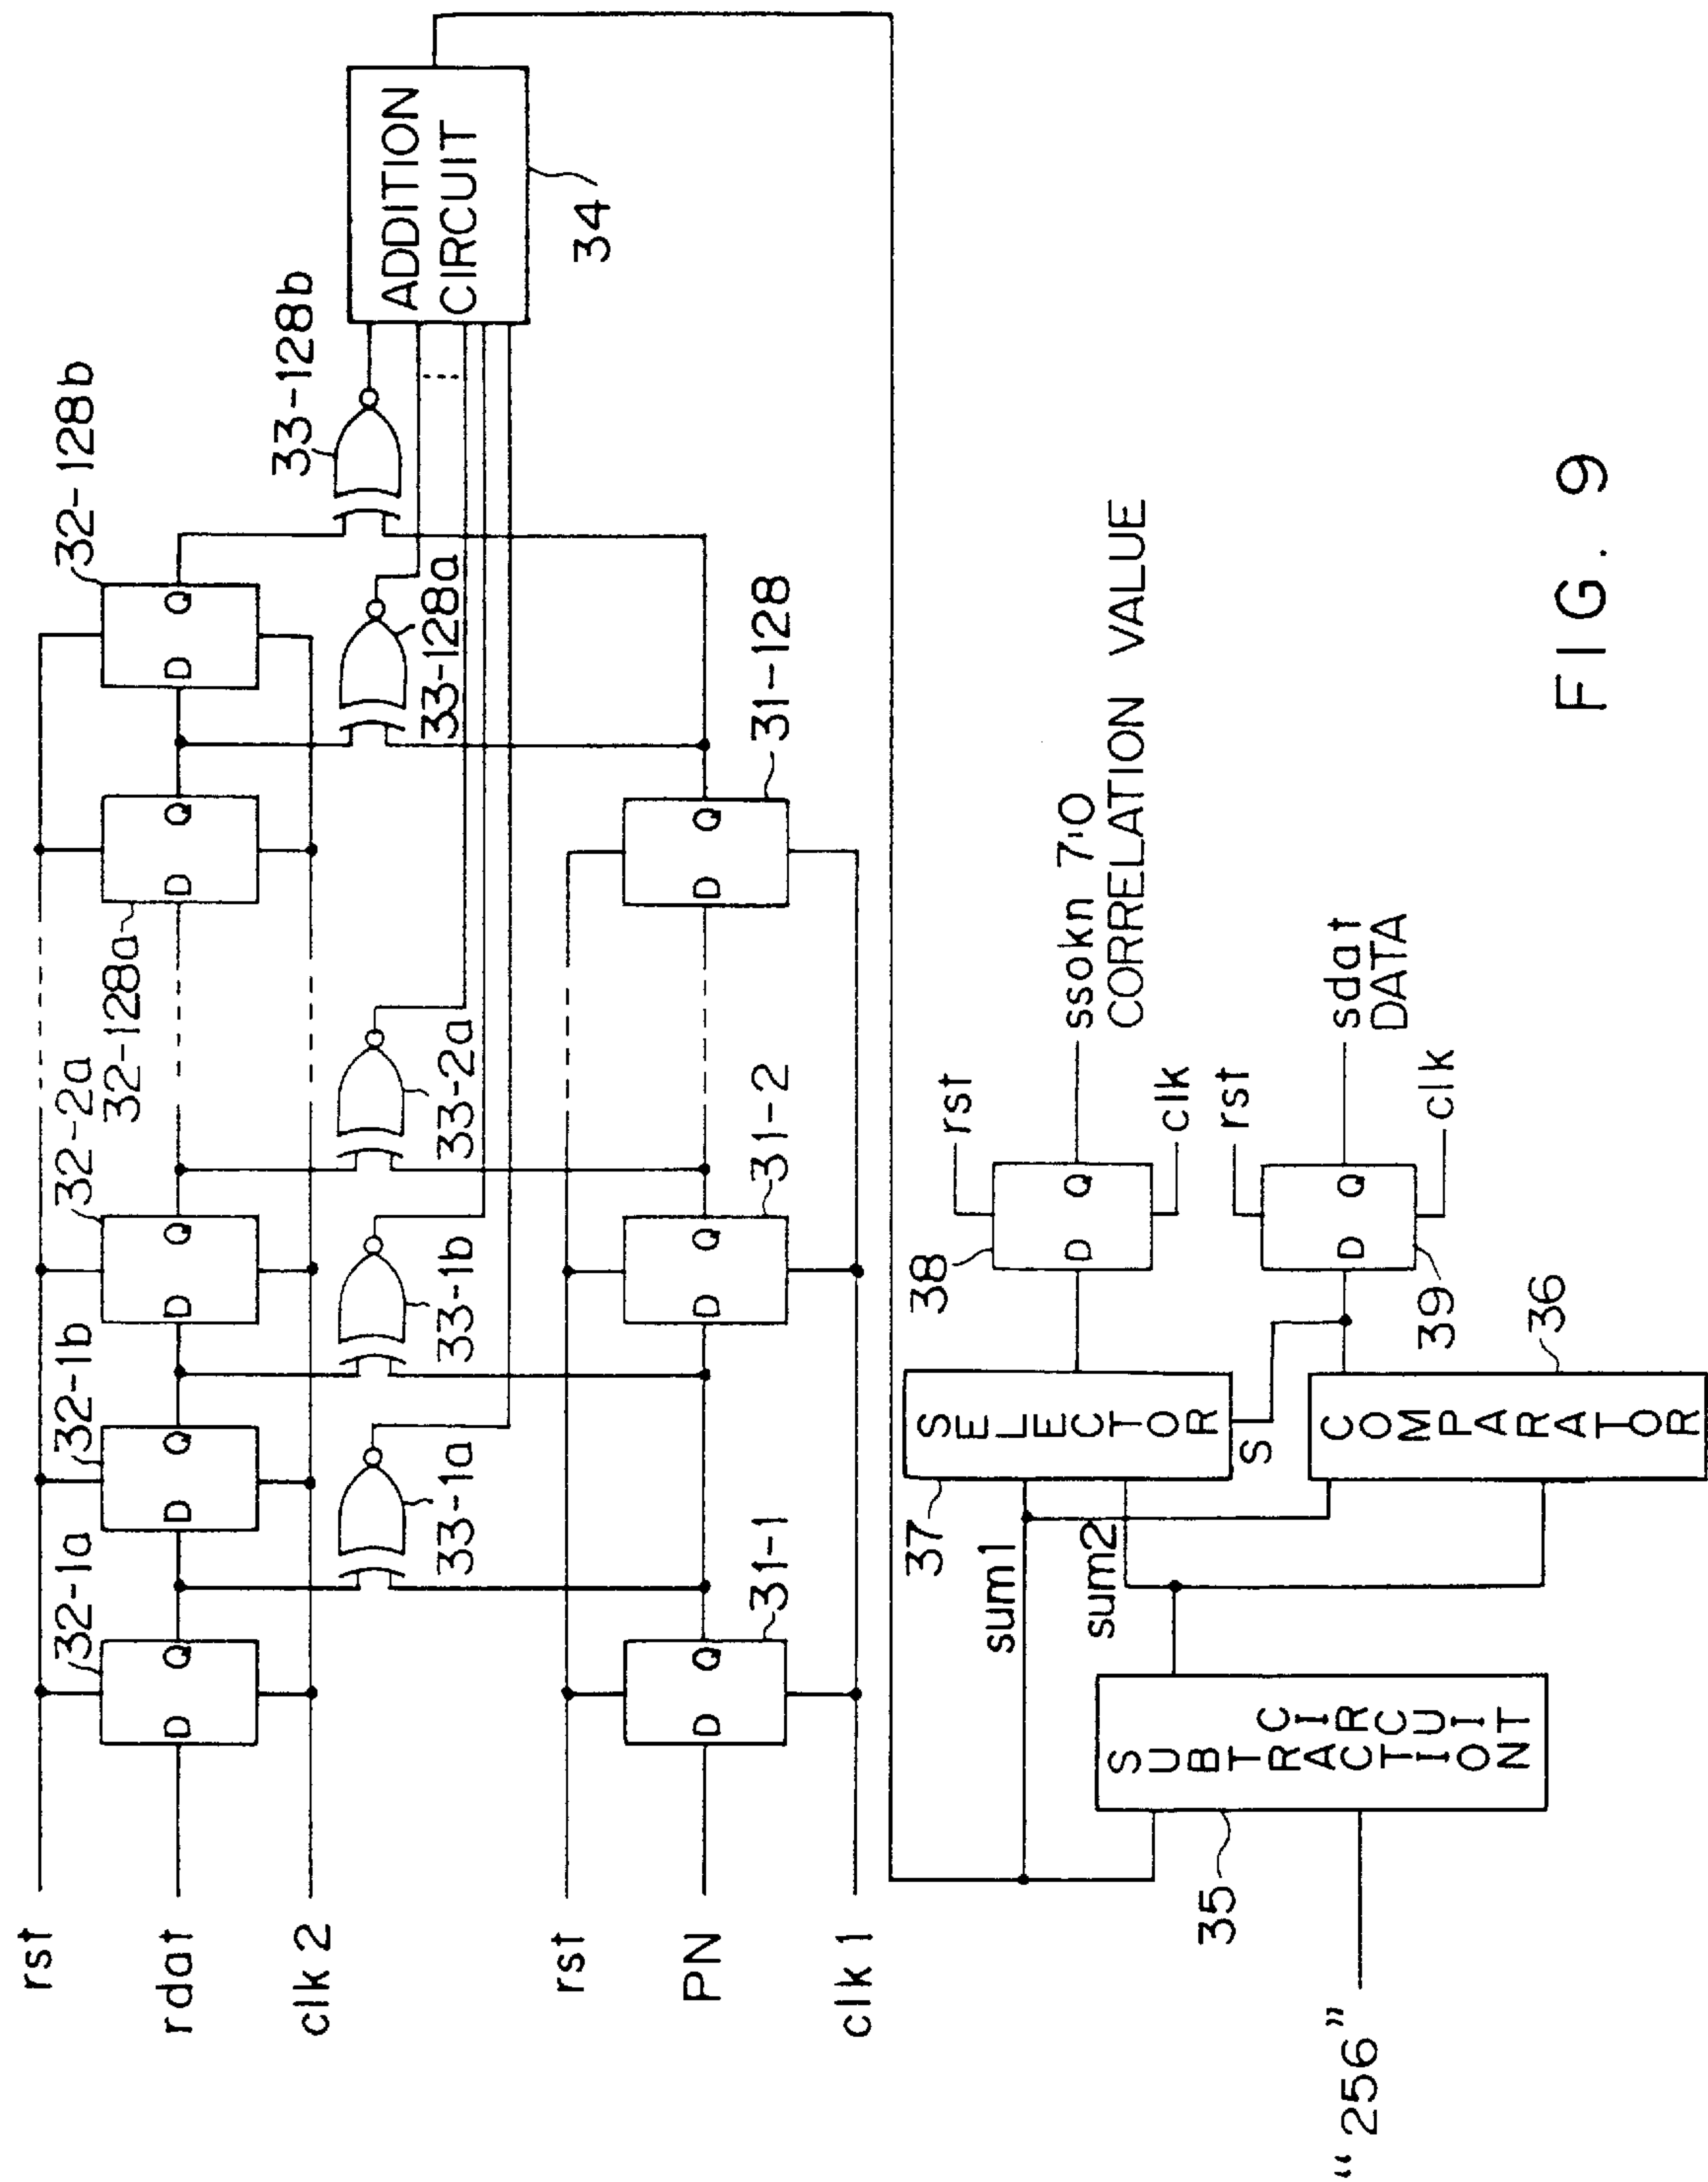 rst
rdat
clk 2
rst
PN
clk 1
32-1a
32-1b
32-2a
32-128a
32-128b
D Q
D Q
D Q
D Q
D Q
33-1a
33-1b
33-2a
33-128a
33-128b
ADDITION
CIRCUIT
34
D Q
D Q
D Q
31-1
31-2
31-128
"256"
35
SUBTRACTION
CIRCUIT
sum1
sum2
37
SELECTOR
S
COMPARATOR
36
38
D Q
rst
clk
ssokn 7:0
CORRELATION VALUE
39
D Q
rst
clk
sdat
DATA
FIG. 9